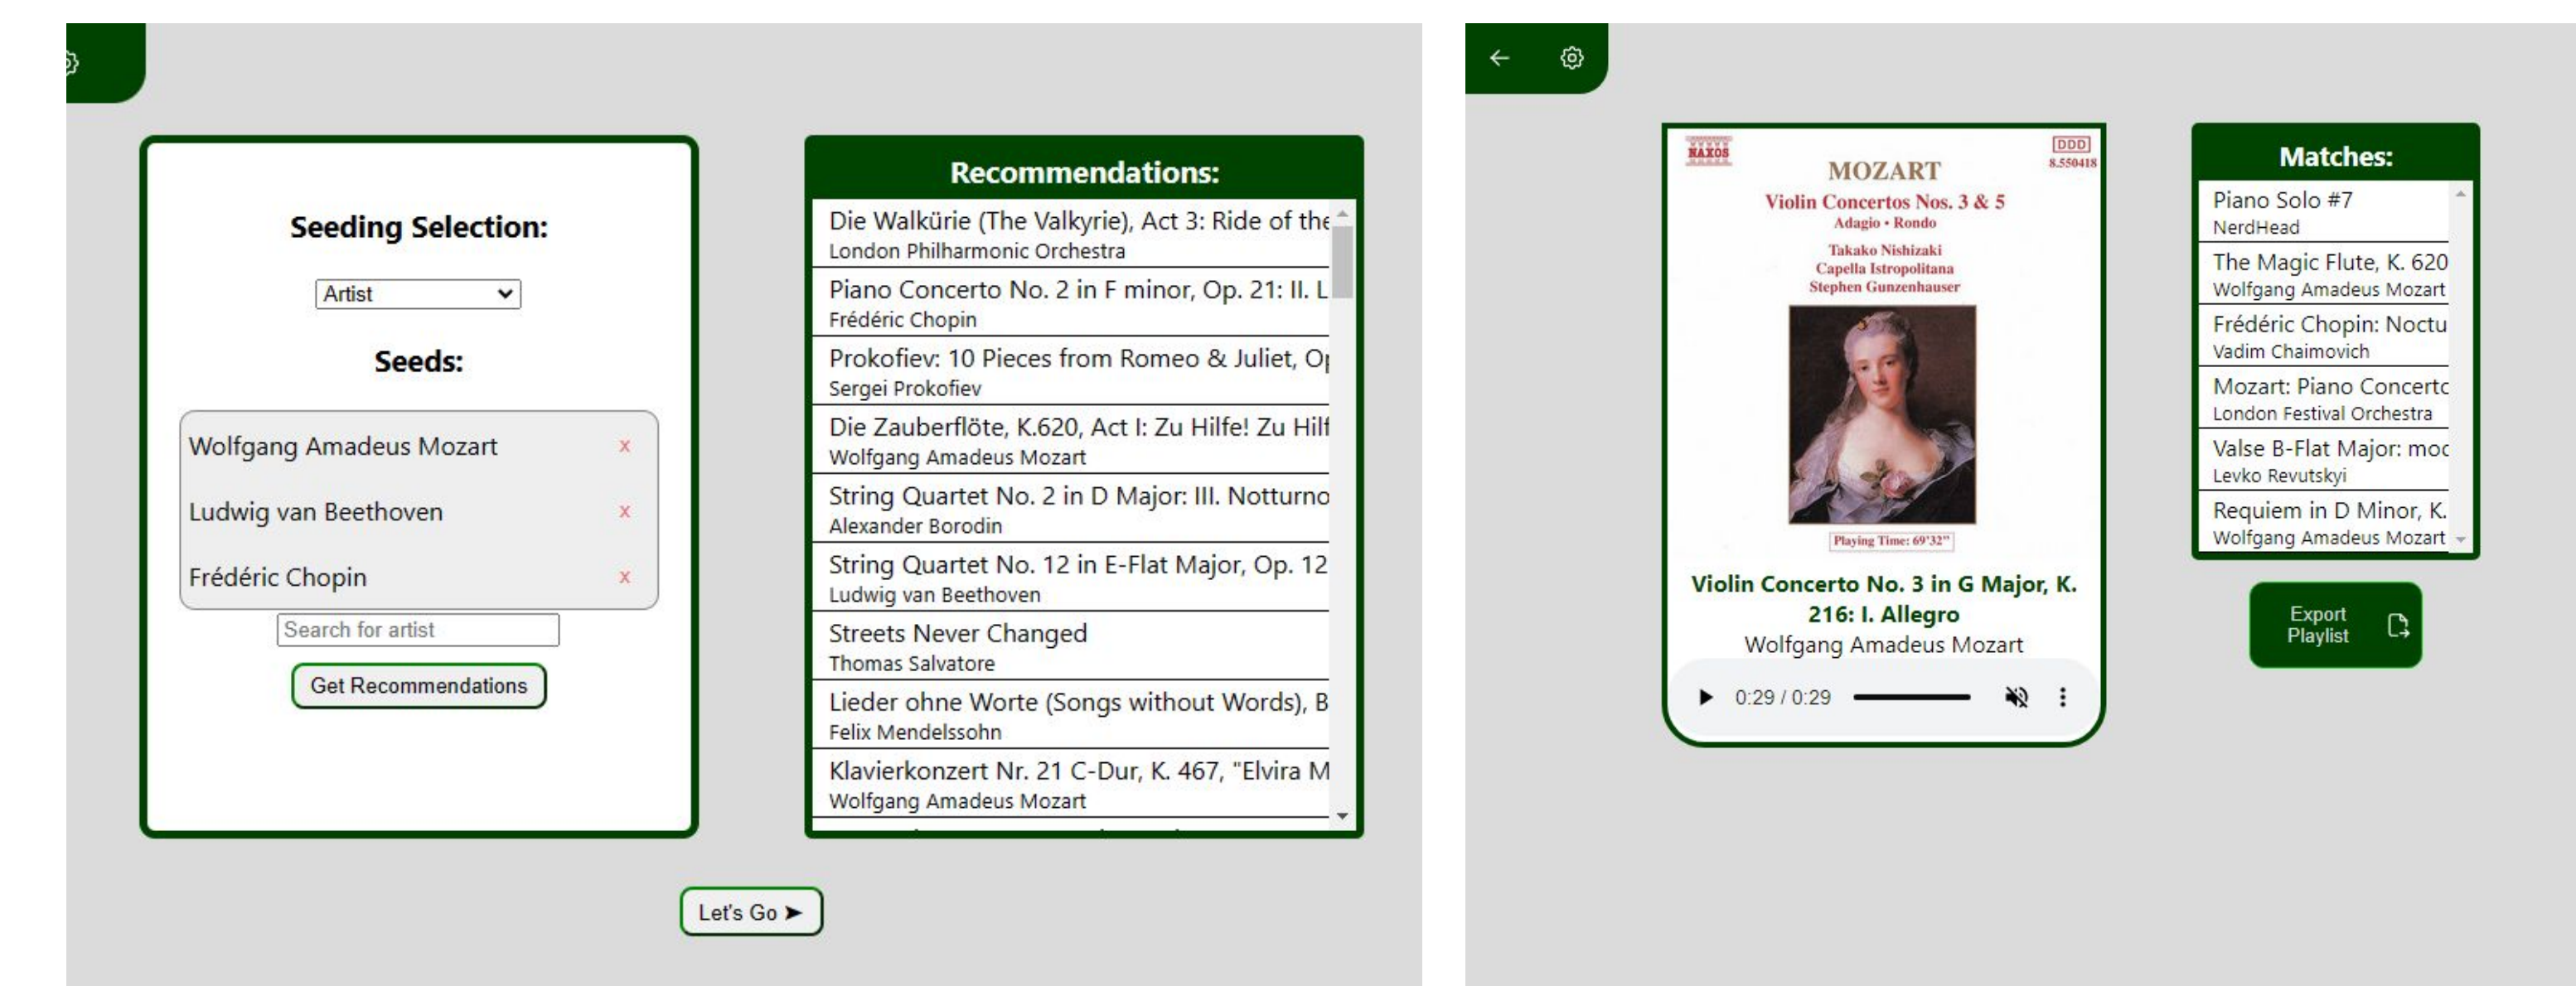 Seeding Selection:
Artist
Seeds:
Wolfgang Amadeus Mozart x
Ludwig van Beethoven x
Frédéric Chopin x
Search for artist
Get Recommendations
Recommendations:
Die Walkürie (The Valkyrie), Act 3: Ride of the
London Philharmonic Orchestra
Piano Concerto No. 2 in F minor, Op. 21: II. L
Frédéric Chopin
Prokofiev: 10 Pieces from Romeo & Juliet, Op
Sergei Prokofiev
Die Zauberflöte, K.620, Act I: Zu Hilfe! Zu Hilf
Wolfgang Amadeus Mozart
String Quartet No. 2 in D Major: III. Notturno
Alexander Borodin
String Quartet No. 12 in E-Flat Major, Op. 12
Ludwig van Beethoven
Streets Never Changed
Thomas Salvatore
Lieder ohne Worte (Songs without Words), B
Felix Mendelssohn
Klavierkonzert Nr. 21 C-Dur, K. 467, "Elvira M
Wolfgang Amadeus Mozart
Let's Go ➤
NAXOS
DDD
8.550418
MOZART
Violin Concertos Nos. 3 & 5
Adagio • Rondo
Takako Nishizaki
Capella Istropolitana
Stephen Gunzenhauser
Playing Time: 69'32"
Violin Concerto No. 3 in G Major, K.
216: I. Allegro
Wolfgang Amadeus Mozart
0:29 / 0:29
Matches:
Piano Solo #7
NerdHead
The Magic Flute, K. 620
Wolfgang Amadeus Mozart
Frédéric Chopin: Noctu
Vadim Chaimovich
Mozart: Piano Concerto
London Festival Orchestra
Valse B-Flat Major: moc
Levko Revutskyi
Requiem in D Minor, K.
Wolfgang Amadeus Mozart
Export
Playlist